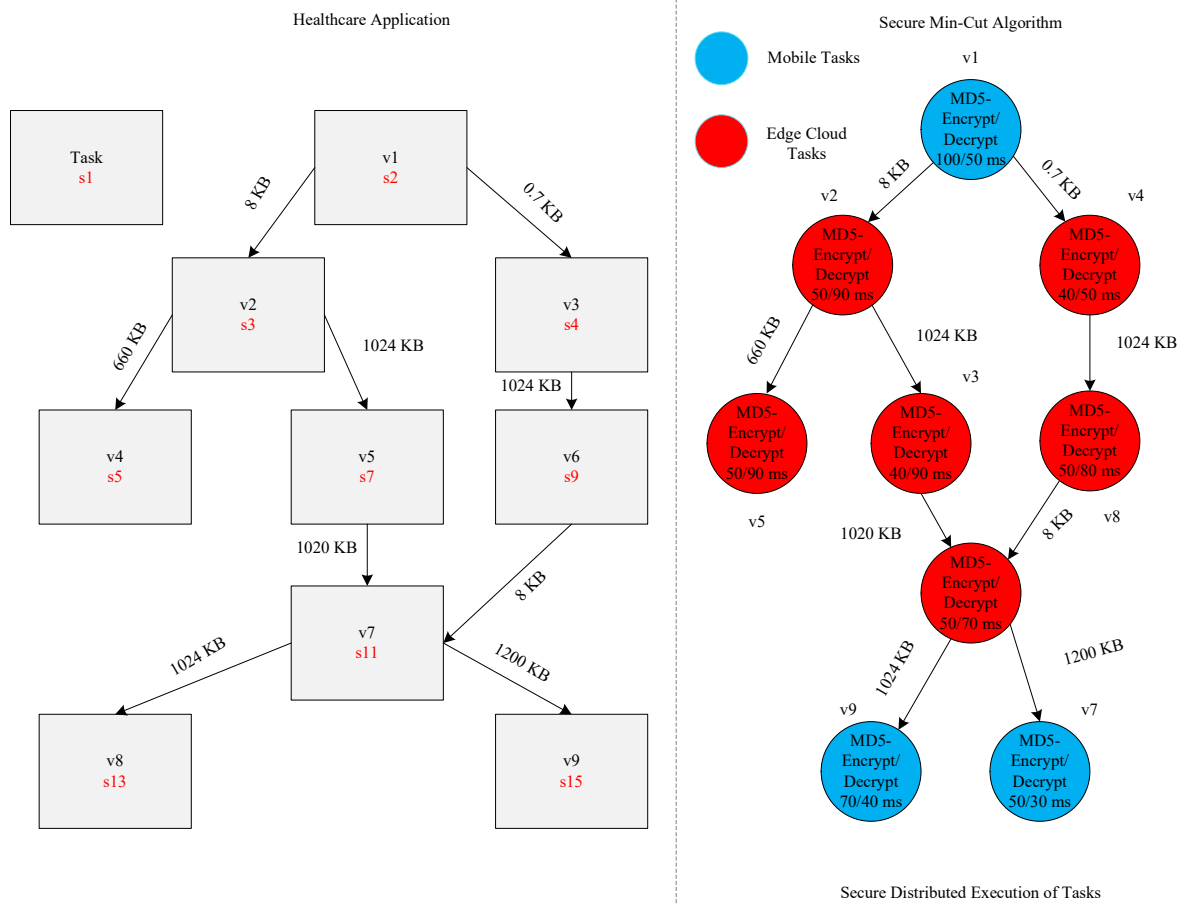 Healthcare Application
Task
s1
v1
s2
8 KB
0.7 KB
v2
s3
v3
s4
660 KB
1024 KB
1024 KB
v4
s5
v5
s7
v6
s9
1020 KB
8 KB
v7
s11
1024 KB
1200 KB
v8
s13
v9
s15
Secure Min-Cut Algorithm
Mobile Tasks
Edge Cloud
Tasks
v1
MD5-
Encrypt/
Decrypt
100/50 ms
8 KB
0.7 KB
v2
MD5-
Encrypt/
Decrypt
50/90 ms
v4
MD5-
Encrypt/
Decrypt
40/50 ms
660 KB
1024 KB
1024 KB
v3
MD5-
Encrypt/
Decrypt
50/90 ms
MD5-
Encrypt/
Decrypt
40/90 ms
MD5-
Encrypt/
Decrypt
50/80 ms
v5
v8
1020 KB
8 KB
MD5-
Encrypt/
Decrypt
50/70 ms
1024 KB
1200 KB
v9
v7
MD5-
Encrypt/
Decrypt
70/40 ms
MD5-
Encrypt/
Decrypt
50/30 ms
Secure Distributed Execution of Tasks